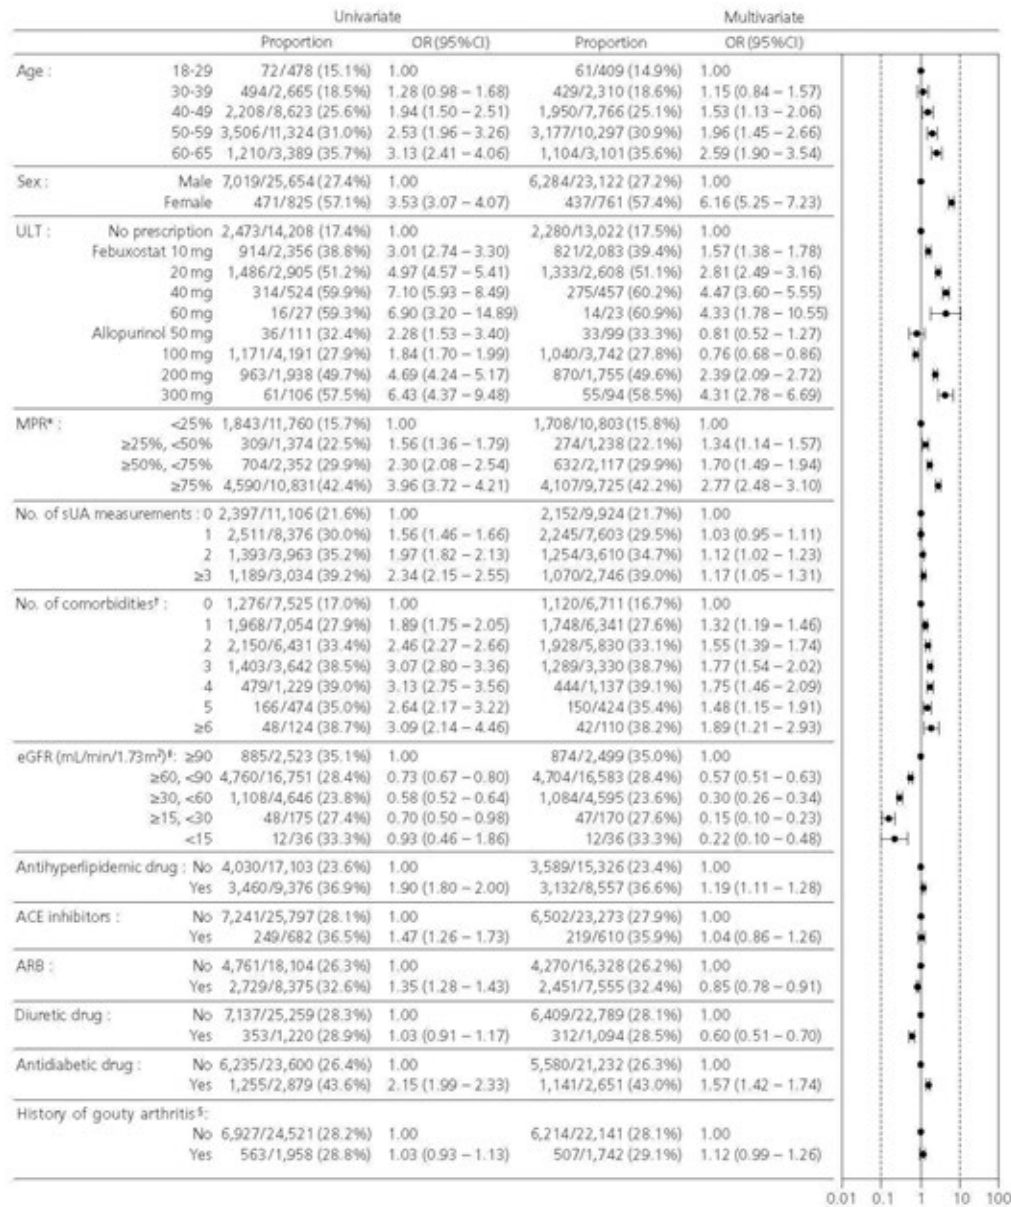 Univariate Multivariate
Proportion OR (95%CI) Proportion OR (95%CI)
Age : 18-29 72/478 (15.1%) 1.00 61/409 (14.9%) 1.00
30-39 494/2,665 (18.5%) 1.28 (0.98 – 1.68) 429/2,310 (18.6%) 1.15 (0.84 – 1.57)
40-49 2,208/8,623 (25.6%) 1.94 (1.50 – 2.51) 1,950/7,766 (25.1%) 1.53 (1.13 – 2.06)
50-59 3,506/11,324 (31.0%) 2.53 (1.96 – 3.26) 3,177/10,297 (30.9%) 1.96 (1.45 – 2.66)
60-65 1,210/3,389 (35.7%) 3.13 (2.41 – 4.06) 1,104/3,101 (35.6%) 2.59 (1.90 – 3.54)
Sex : Male 7,019/25,654 (27.4%) 1.00 6,284/23,122 (27.2%) 1.00
Female 471/825 (57.1%) 3.53 (3.07 – 4.07) 437/761 (57.4%) 6.16 (5.25 – 7.23)
ULT : No prescription 2,473/14,208 (17.4%) 1.00 2,280/13,022 (17.5%) 1.00
Febuxostat 10 mg 914/2,356 (38.8%) 3.01 (2.74 – 3.30) 821/2,083 (39.4%) 1.57 (1.38 – 1.78)
20 mg 1,486/2,905 (51.2%) 4.97 (4.57 – 5.41) 1,333/2,608 (51.1%) 2.81 (2.49 – 3.16)
40 mg 314/524 (59.9%) 7.10 (5.93 – 8.49) 275/457 (60.2%) 4.47 (3.60 – 5.55)
60 mg 16/27 (59.3%) 6.90 (3.20 – 14.89) 14/23 (60.9%) 4.33 (1.78 – 10.55)
Allopurinol 50 mg 36/111 (32.4%) 2.28 (1.53 – 3.40) 33/99 (33.3%) 0.81 (0.52 – 1.27)
100 mg 1,171/4,191 (27.9%) 1.84 (1.70 – 1.99) 1,040/3,742 (27.8%) 0.76 (0.68 – 0.86)
200 mg 963/1,938 (49.7%) 4.69 (4.24 – 5.17) 870/1,755 (49.6%) 2.39 (2.09 – 2.72)
300 mg 61/106 (57.5%) 6.43 (4.37 – 9.48) 55/94 (58.5%) 4.31 (2.78 – 6.69)
MPR* : <25% 1,843/11,760 (15.7%) 1.00 1,708/10,803 (15.8%) 1.00
≥25%, <50% 309/1,374 (22.5%) 1.56 (1.36 – 1.79) 274/1,238 (22.1%) 1.34 (1.14 – 1.57)
≥50%, <75% 704/2,352 (29.9%) 2.30 (2.08 – 2.54) 632/2,117 (29.9%) 1.70 (1.49 – 1.94)
≥75% 4,590/10,831(42.4%) 3.96 (3.72 – 4.21) 4,107/9,725 (42.2%) 2.77 (2.48 – 3.10)
No. of sUA measurements : 0 2,397/11,106 (21.6%) 1.00 2,152/9,924 (21.7%) 1.00
1 2,511/8,376 (30.0%) 1.56 (1.46 – 1.66) 2,245/7,603 (29.5%) 1.03 (0.95 – 1.11)
2 1,393/3,963 (35.2%) 1.97 (1.82 – 2.13) 1,254/3,610 (34.7%) 1.12 (1.02 – 1.23)
≥3 1,189/3,034 (39.2%) 2.34 (2.15 – 2.55) 1,070/2,746 (39.0%) 1.17 (1.05 – 1.31)
No. of comorbidities† : 0 1,276/7,525 (17.0%) 1.00 1,120/6,711 (16.7%) 1.00
1 1,968/7,054 (27.9%) 1.89 (1.75 – 2.05) 1,748/6,341 (27.6%) 1.32 (1.19 – 1.46)
2 2,150/6,431 (33.4%) 2.46 (2.27 – 2.66) 1,928/5,830 (33.1%) 1.55 (1.39 – 1.74)
3 1,403/3,642 (38.5%) 3.07 (2.80 – 3.36) 1,289/3,330 (38.7%) 1.77 (1.54 – 2.02)
4 479/1,229 (39.0%) 3.13 (2.75 – 3.56) 444/1,137 (39.1%) 1.75 (1.46 – 2.09)
5 166/474 (35.0%) 2.64 (2.17 – 3.22) 150/424 (35.4%) 1.48 (1.15 – 1.91)
≥6 48/124 (38.7%) 3.09 (2.14 – 4.46) 42/110 (38.2%) 1.89 (1.21 – 2.93)
eGFR (mL/min/1.73m²)‡: ≥90 885/2,523 (35.1%) 1.00 874/2,499 (35.0%) 1.00
≥60, <90 4,760/16,751 (28.4%) 0.73 (0.67 – 0.80) 4,704/16,583 (28.4%) 0.57 (0.51 – 0.63)
≥30, <60 1,108/4,646 (23.8%) 0.58 (0.52 – 0.64) 1,084/4,595 (23.6%) 0.30 (0.26 – 0.34)
≥15, <30 48/175 (27.4%) 0.70 (0.50 – 0.98) 47/170 (27.6%) 0.15 (0.10 – 0.23)
<15 12/36 (33.3%) 0.93 (0.46 – 1.86) 12/36 (33.3%) 0.22 (0.10 – 0.48)
Antihyperlipidemic drug : No 4,030/17,103 (23.6%) 1.00 3,589/15,326 (23.4%) 1.00
Yes 3,460/9,376 (36.9%) 1.90 (1.80 – 2.00) 3,132/8,557 (36.6%) 1.19 (1.11 – 1.28)
ACE inhibitors : No 7,241/25,797 (28.1%) 1.00 6,502/23,273 (27.9%) 1.00
Yes 249/682 (36.5%) 1.47 (1.26 – 1.73) 219/610 (35.9%) 1.04 (0.86 – 1.26)
ARB : No 4,761/18,104 (26.3%) 1.00 4,270/16,328 (26.2%) 1.00
Yes 2,729/8,375 (32.6%) 1.35 (1.28 – 1.43) 2,451/7,555 (32.4%) 0.85 (0.78 – 0.91)
Diuretic drug : No 7,137/25,259 (28.3%) 1.00 6,409/22,789 (28.1%) 1.00
Yes 353/1,220 (28.9%) 1.03 (0.91 – 1.17) 312/1,094 (28.5%) 0.60 (0.51 – 0.70)
Antidiabetic drug : No 6,235/23,600 (26.4%) 1.00 5,580/21,232 (26.3%) 1.00
Yes 1,255/2,879 (43.6%) 2.15 (1.99 – 2.33) 1,141/2,651 (43.0%) 1.57 (1.42 – 1.74)
History of gouty arthritis§:
No 6,927/24,521 (28.2%) 1.00 6,214/22,141 (28.1%) 1.00
Yes 563/1,958 (28.8%) 1.03 (0.93 – 1.13) 507/1,742 (29.1%) 1.12 (0.99 – 1.26)
0.01 0.1 1 10 100